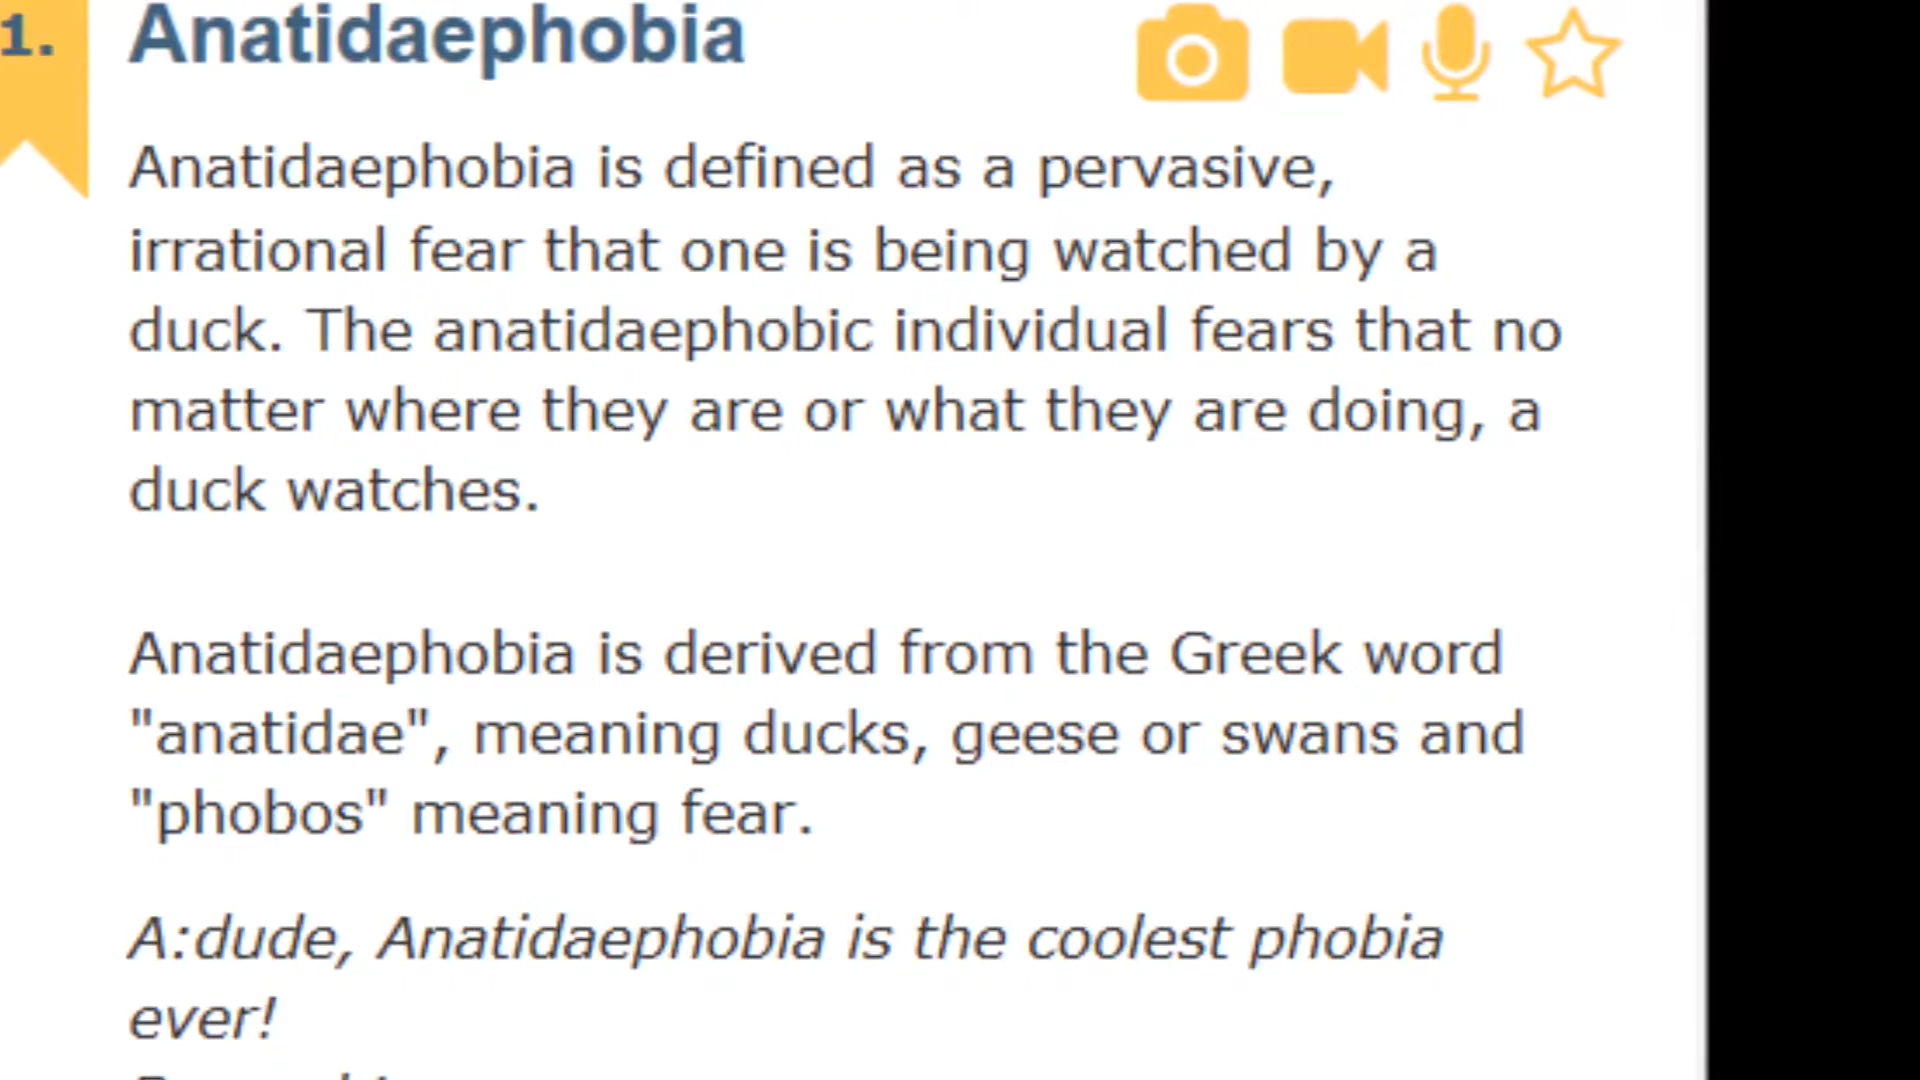 1. Anatidaephobia
Anatidaephobia is defined as a pervasive,
irrational fear that one is being watched by a
duck. The anatidaephobic individual fears that no
matter where they are or what they are doing, a
duck watches.
Anatidaephobia is derived from the Greek word
"anatidae", meaning ducks, geese or swans and
"phobos" meaning fear.
A:dude, Anatidaephobia is the coolest phobia
ever!